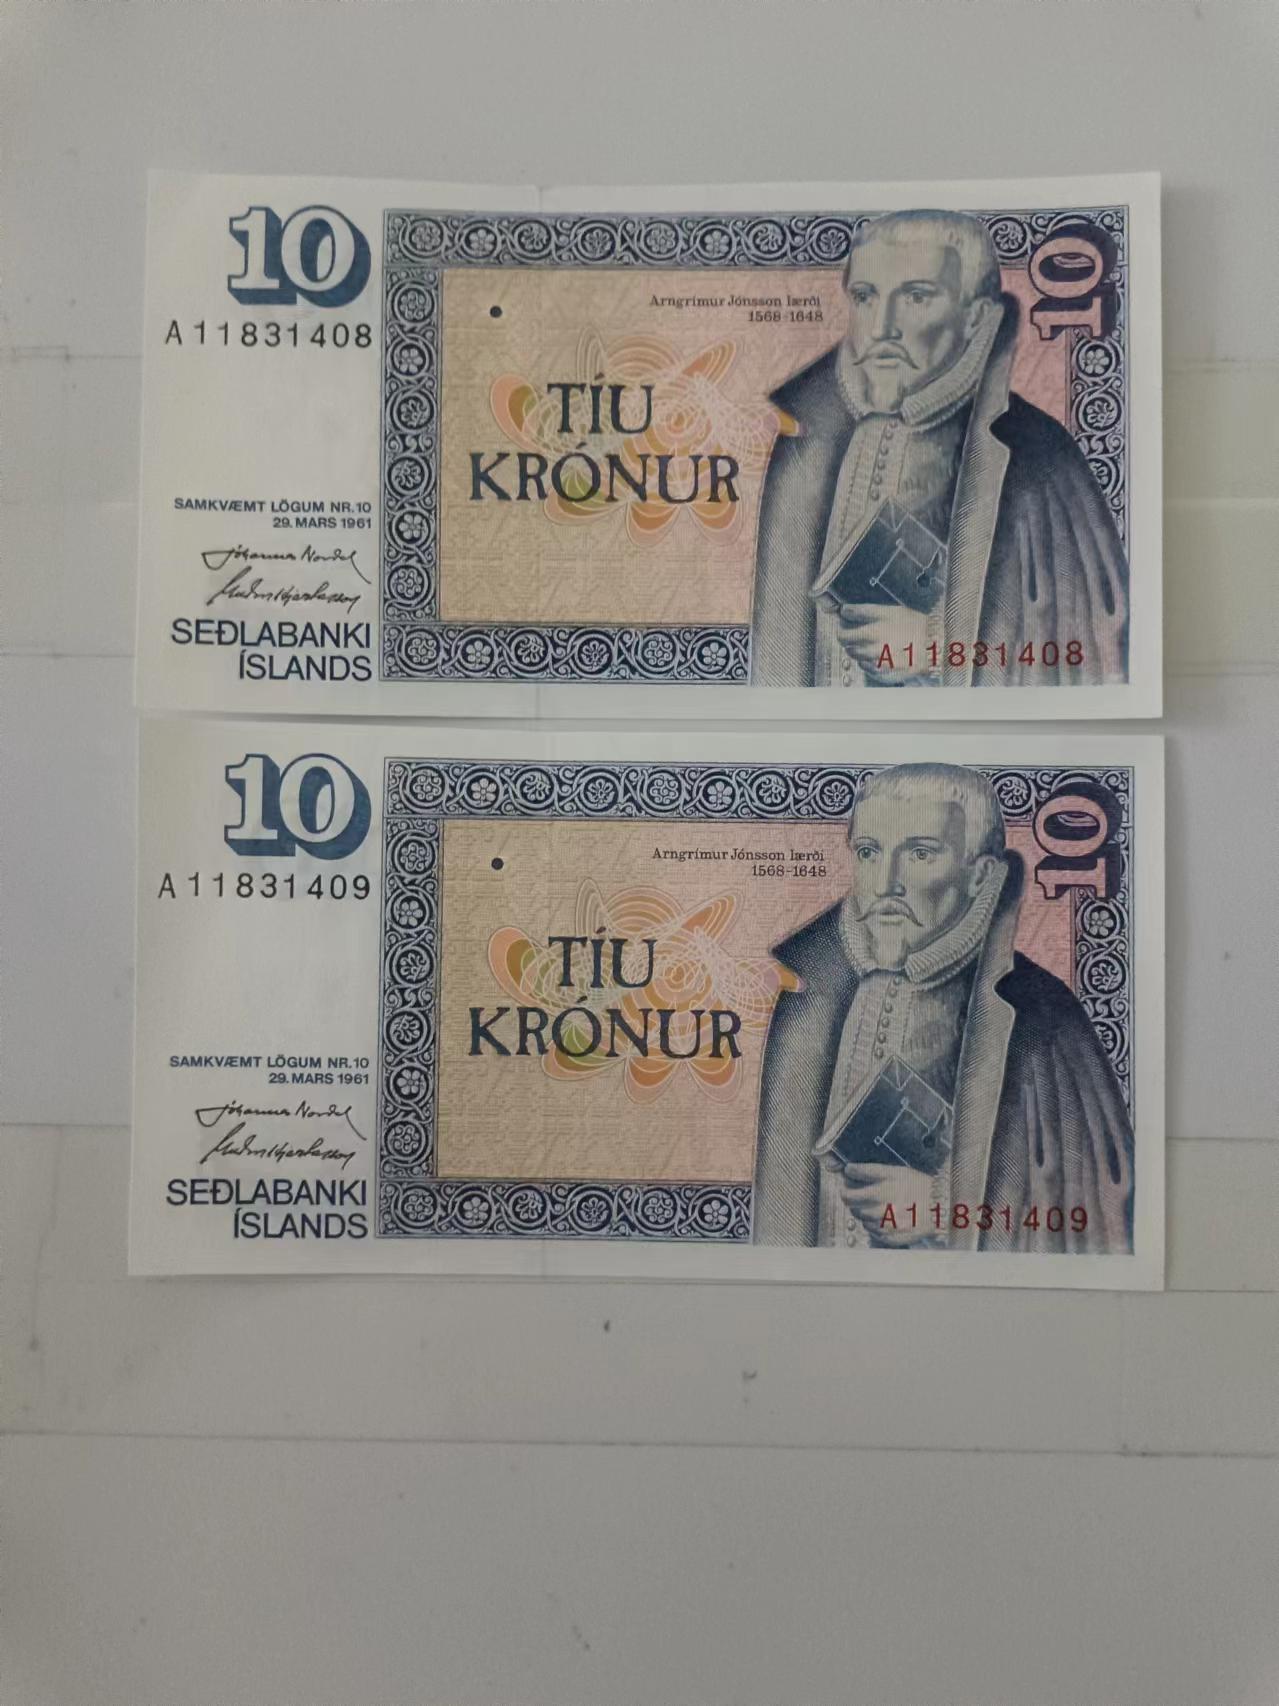 10
A11831408
SAMKVÆMT LÖGUM NR.10
29. MARS 1961
SEÐLABANKI
ÍSLANDS
Arngrímur Jónsson lærði
1568-1648
TÍU
KRÓNUR
10
A11831408
10
A11831409
SAMKVÆMT LÖGUM NR.10
29. MARS 1961
SEÐLABANKI
ÍSLANDS
Arngrímur Jónsson lærði
1568-1648
TÍU
KRÓNUR
10
A11831409